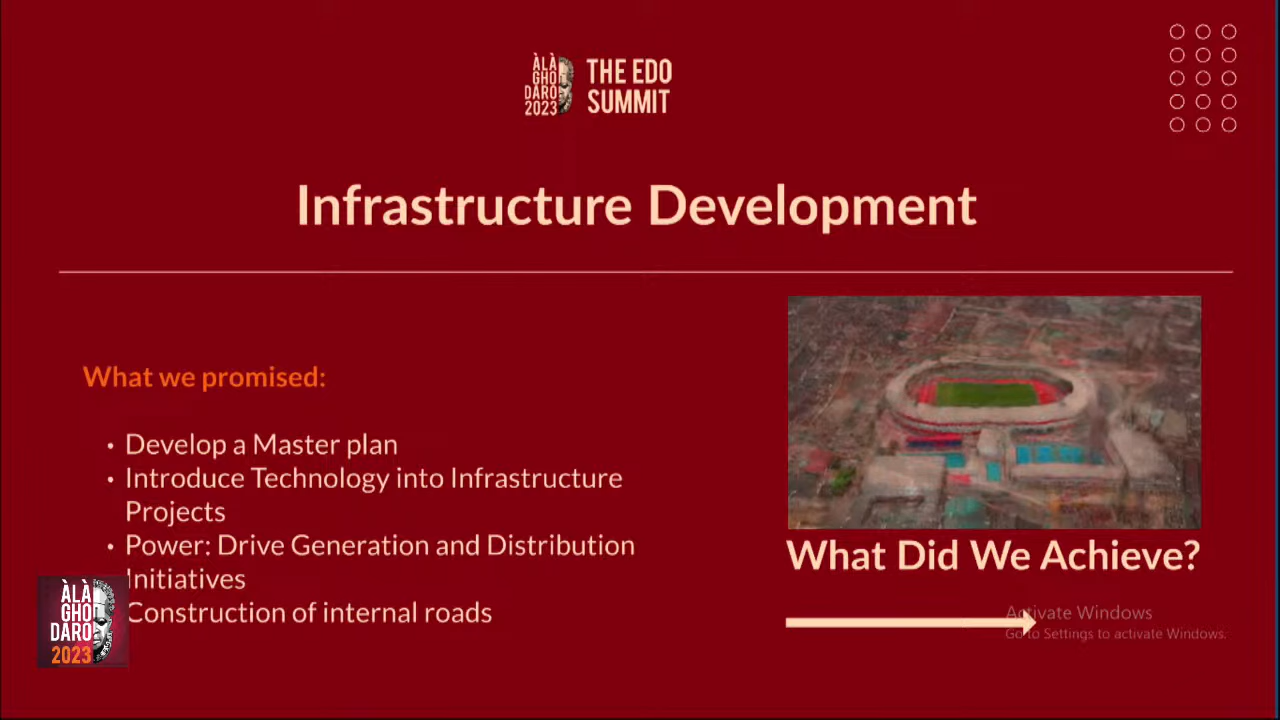 ÀLÀ
GHO
DARO
2023
THE EDO
SUMMIT
Infrastructure Development
What we promised:
• Develop a Master plan
• Introduce Technology into Infrastructure
Projects
• Power: Drive Generation and Distribution
Initiatives
Construction of internal roads
What Did We Achieve?
Activate Windows
Go to Settings to activate Windows.
ÀLÀ
GHO
DARO
2023